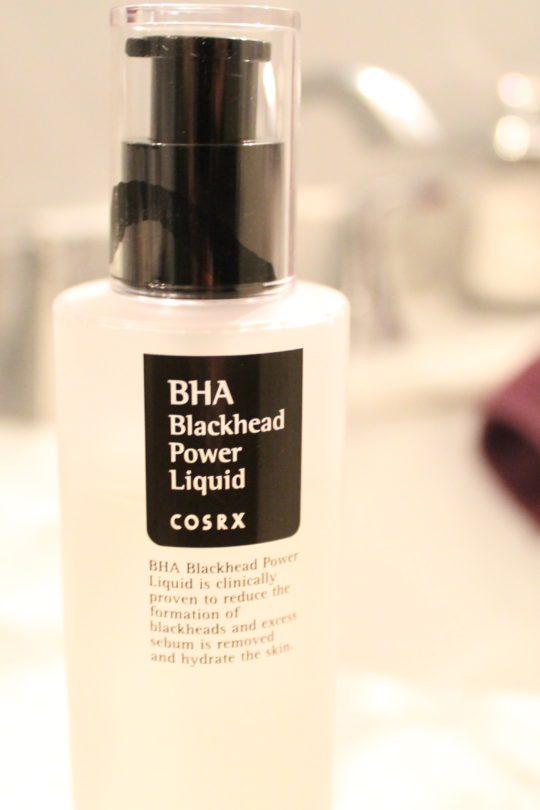 BHA
Blackhead
Power
Liquid
COSRX
BHA Blackhead Power
Liquid is clinically
proven to reduce the
formation of
blackheads and excess
sebum is removed
and hydrate the skin.